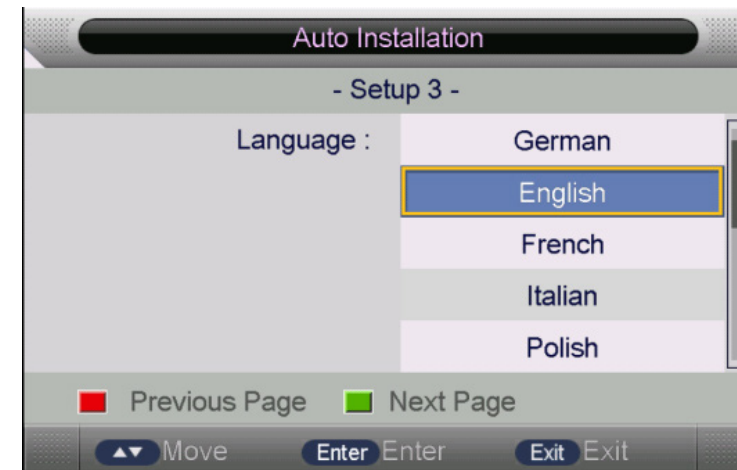 Auto Installation
- Setup 3 -
Language : German
English
French
Italian
Polish
Previous Page Next Page
▲▼ Move Enter Enter Exit Exit